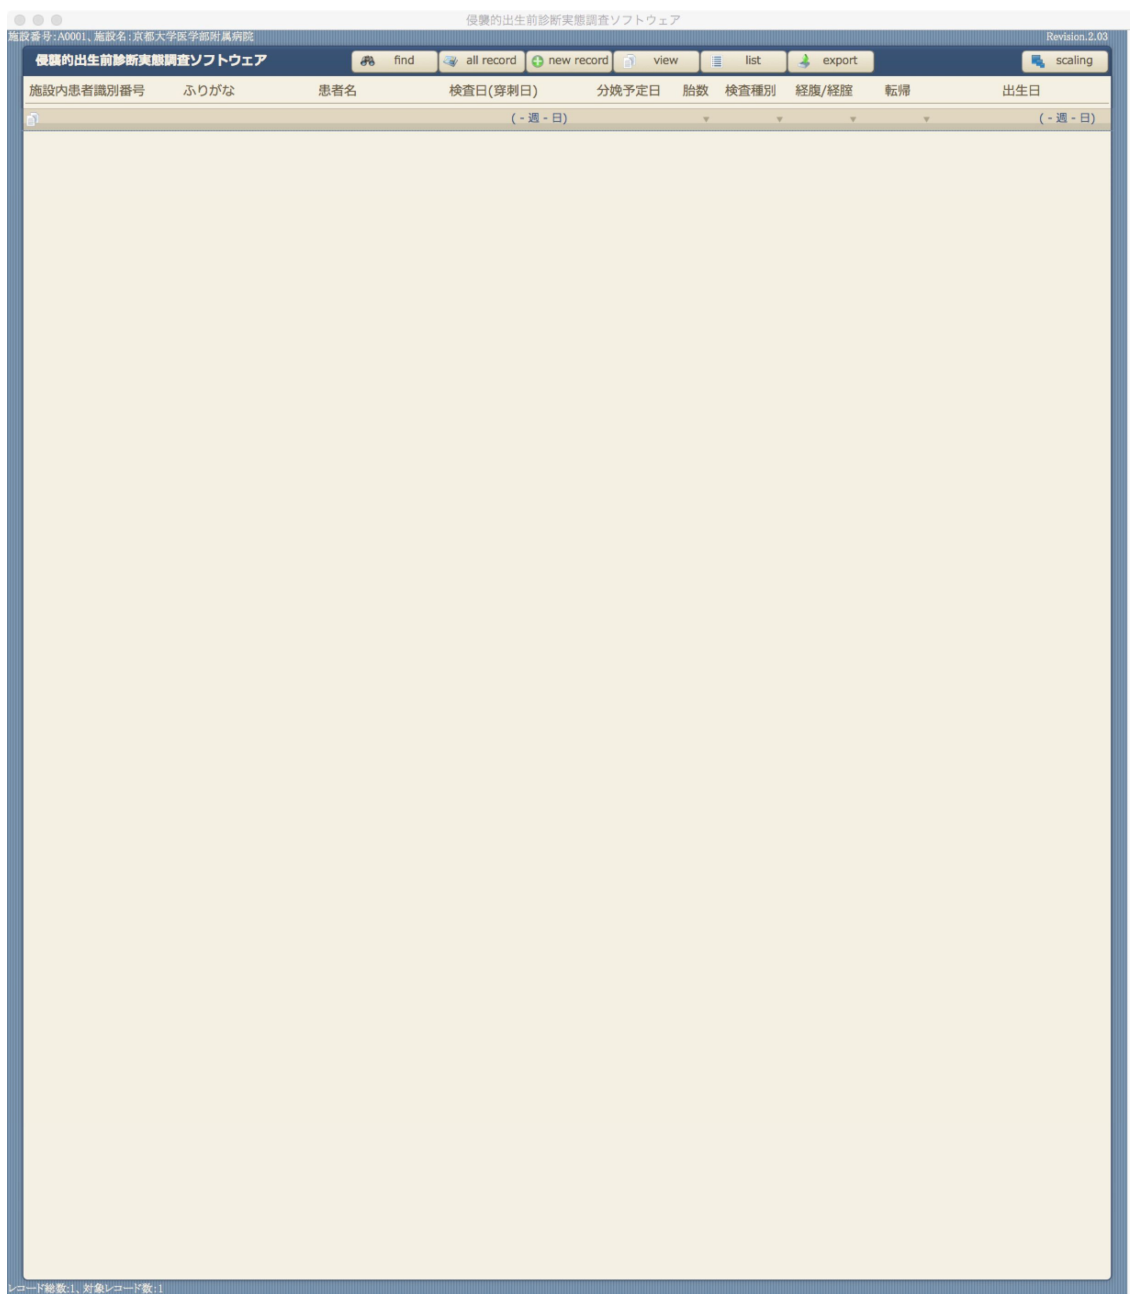 優襲的出生前診断実態調査ソフトウェア
施設番号:A0001、施設名:京都大学医学部附属病院 Revision.2.03
優襲的出生前診断実態調査ソフトウェア find all record new record view list export scaling
施設内患者識別番号 ふりがな 患者名 検査日(穿刺日) 分娩予定日 胎数 検査種別 経腹/経腟 転帰 出生日
( - 週 - 日) ( - 週 - 日)
レコード総数:1、対象レコード数:1